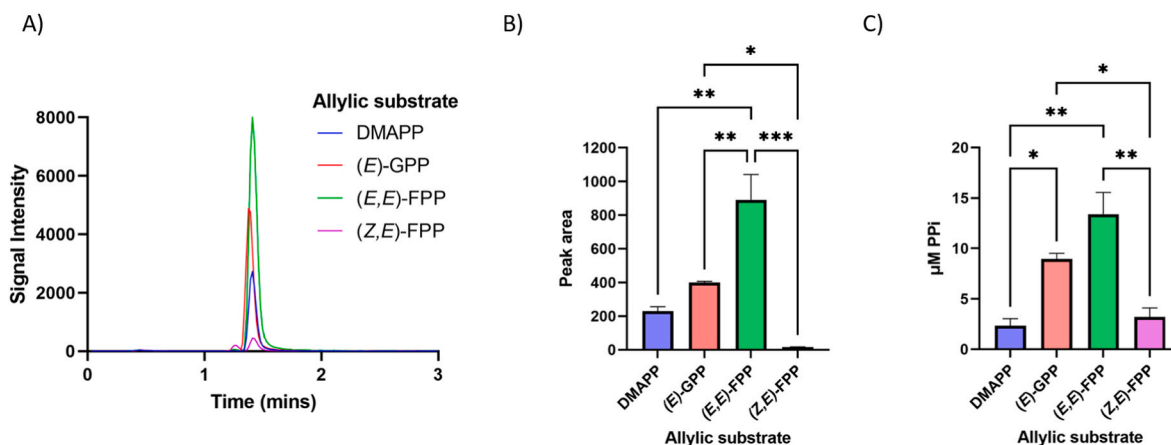 A)
Allylic substrate
DMAPP
(E)-GPP
(E,E)-FPP
(Z,E)-FPP
Signal Intensity
8000
6000
4000
2000
0
0 1 2 3
Time (mins)
B)
*
**
** ***
Peak area
1200
1000
800
600
400
200
0
DMAPP
(E)-GPP
(E,E)-FPP
(Z,E)-FPP
Allylic substrate
C)
*
**
* **
µM PPi
20
15
10
5
0
DMAPP
(E)-GPP
(E,E)-FPP
(Z,E)-FPP
Allylic substrate